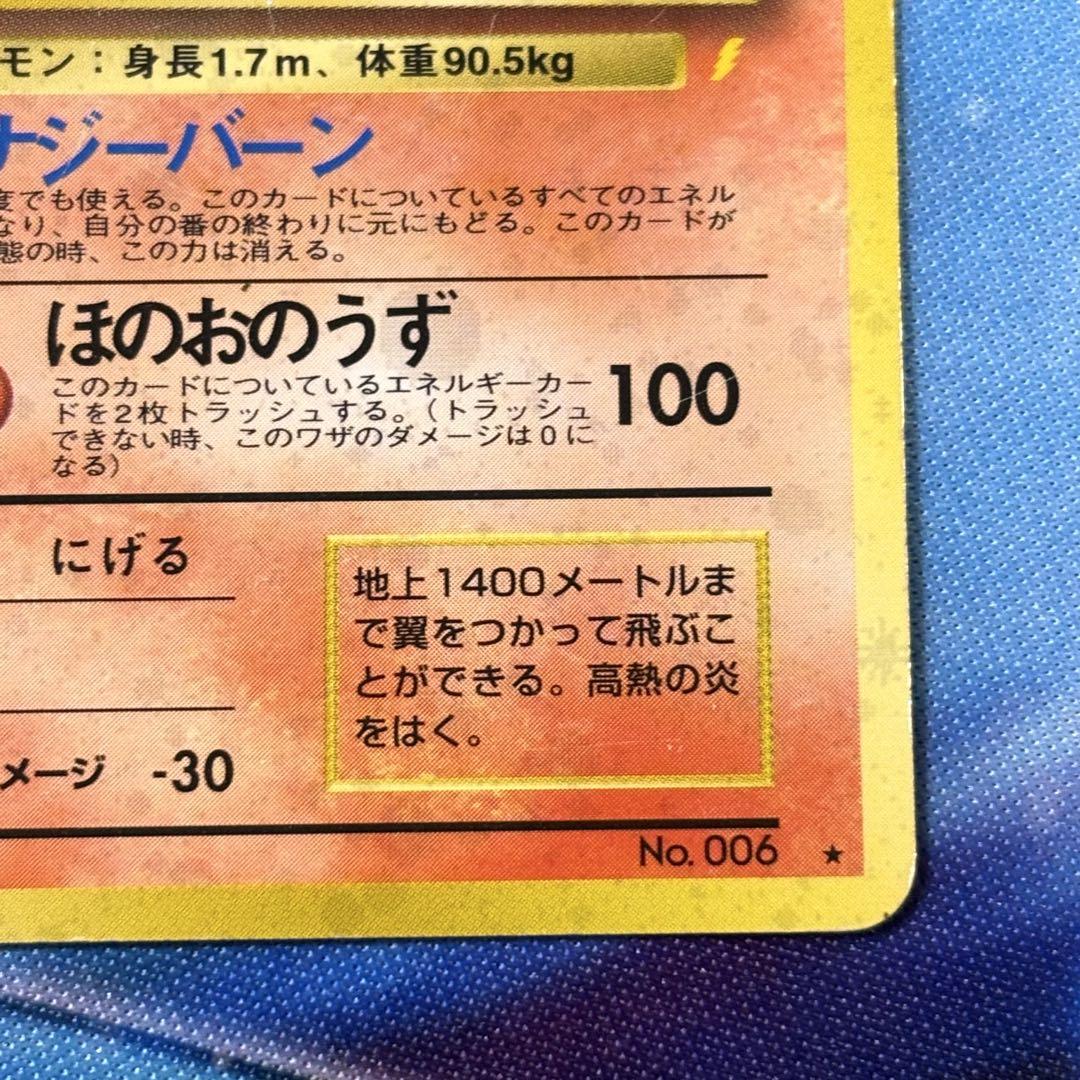 モン：身長1.7m、体重90.5kg
ナジーバーン
度でも使える。このカードについているすべてのエネル
なり、自分の番の終わりに元にもどる。このカードが
態の時、この力は消える。
ほのおのうず
このカードについているエネルギーカー
ドを2枚トラッシュする。（トラッシュ
できない時、このワザのダメージは0に
なる）
100
にげる
地上1400メートルま
で翼をつかって飛ぶこ
とができる。高熱の炎
をはく。
メージ -30
No. 006 ★